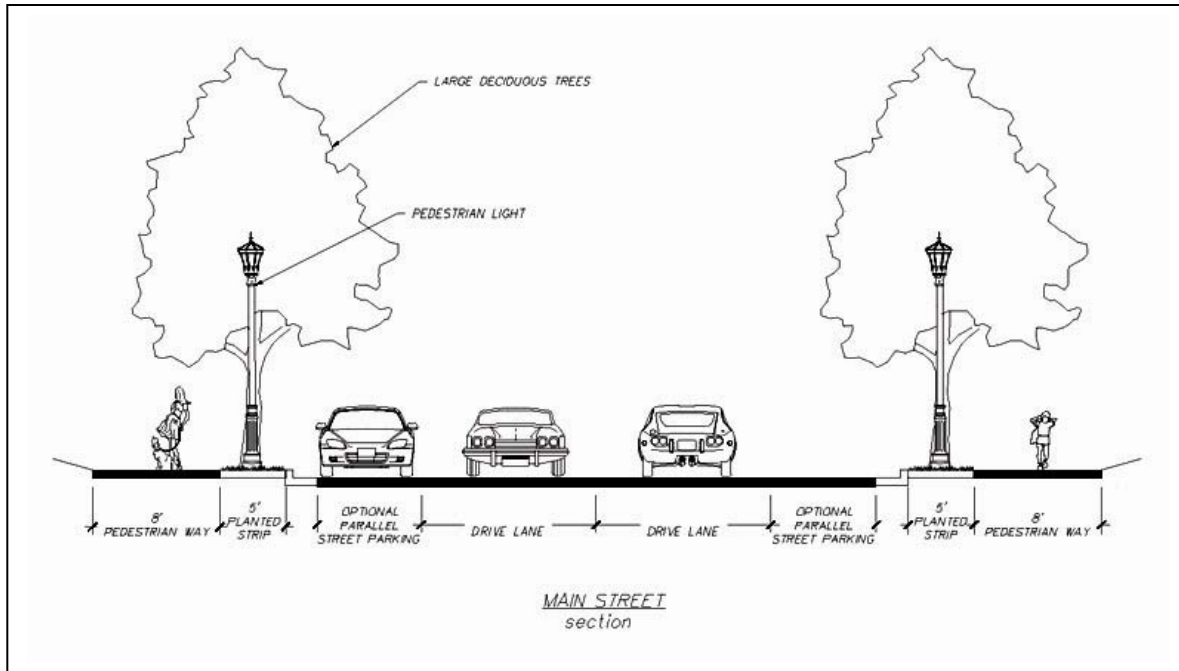 LARGE DECIDUOUS TREES
PEDESTRIAN LIGHT
8'
PEDESTRIAN WAY
5'
PLANTED
STRIP
OPTIONAL
PARALLEL
STREET PARKING
DRIVE LANE
DRIVE LANE
OPTIONAL
PARALLEL
STREET PARKING
5'
PLANTED
STRIP
8'
PEDESTRIAN WAY
MAIN STREET
section